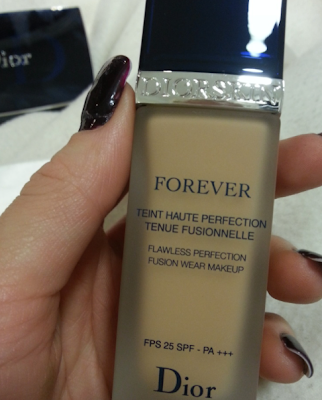 Dior
DIORSKIN
FOREVER
TEINT HAUTE PERFECTION
TENUE FUSIONNELLE
FLAWLESS PERFECTION
FUSION WEAR MAKEUP
FPS 25 SPF - PA +++
Dior